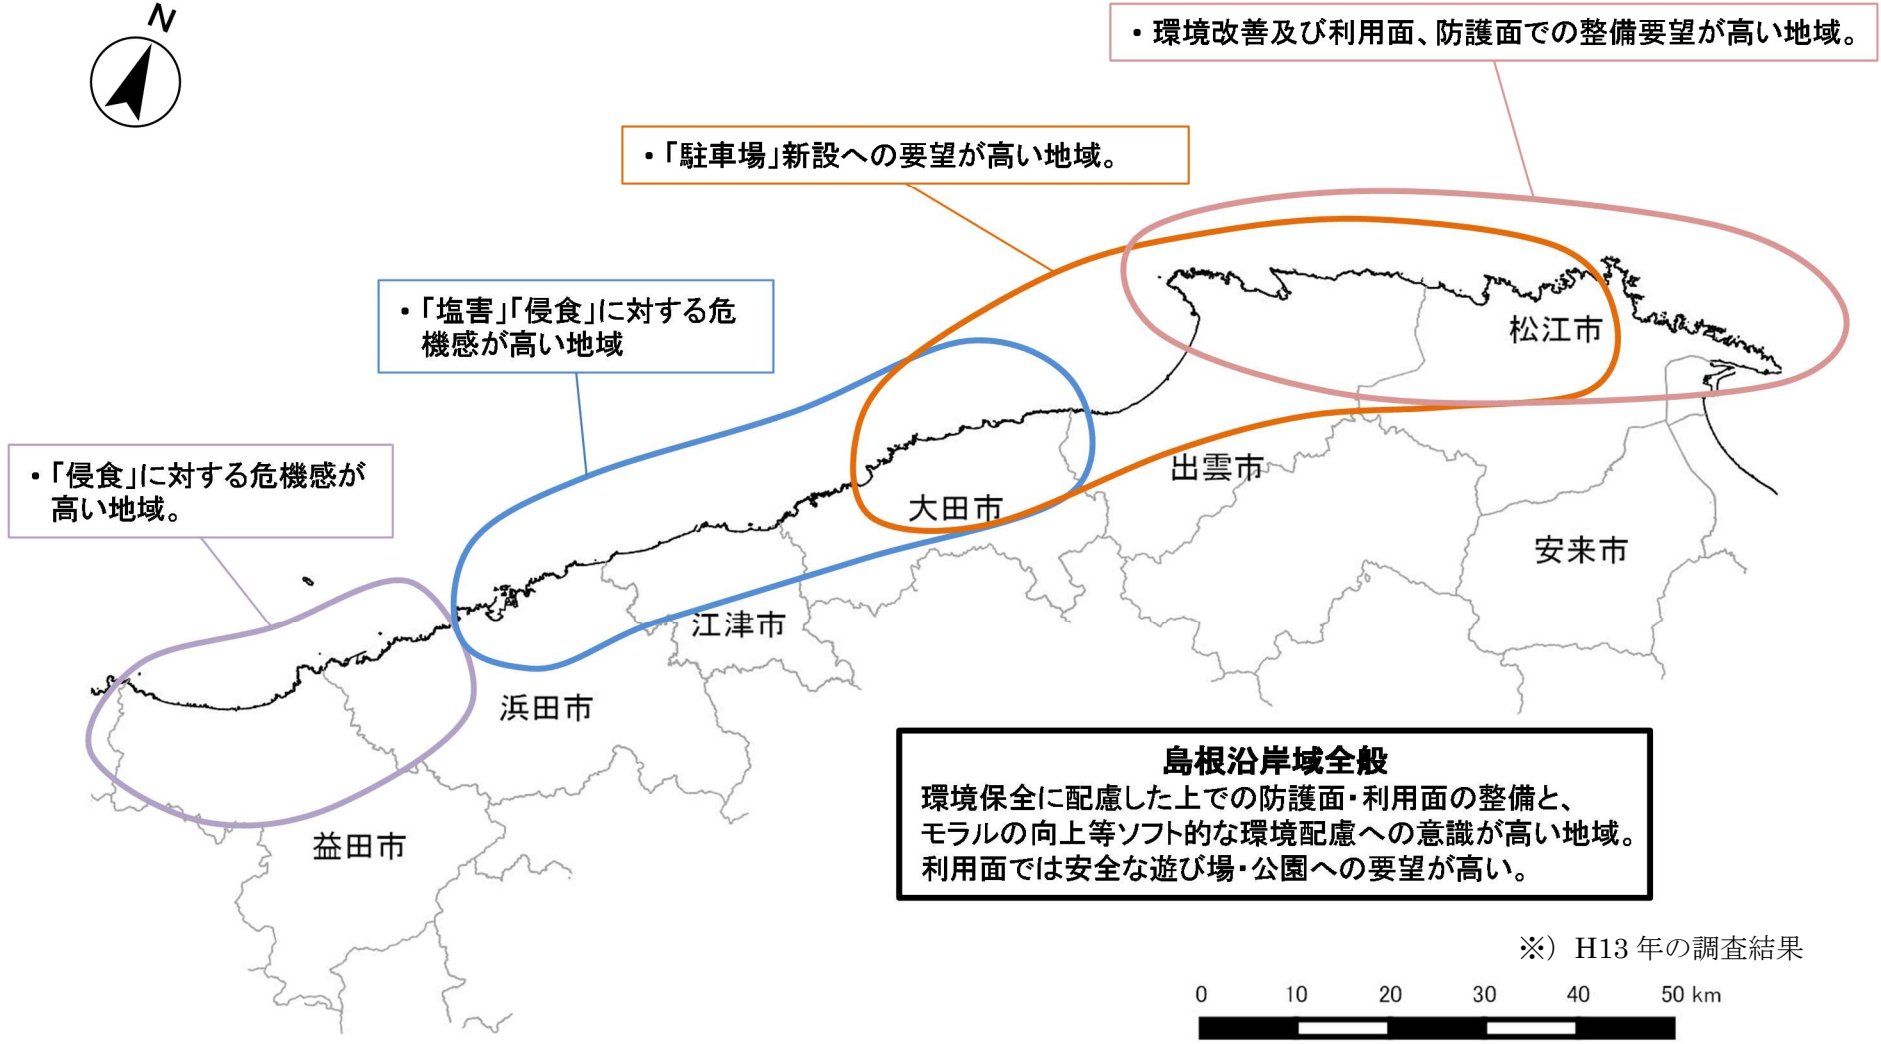 N
・環境改善及び利用面、防護面での整備要望が高い地域。
・「駐車場」新設への要望が高い地域。
・「塩害」「侵食」に対する危
機感が高い地域
・「侵食」に対する危機感が
高い地域。
松江市
出雲市
大田市
安来市
江津市
浜田市
益田市
島根沿岸域全般
環境保全に配慮した上での防護面・利用面の整備と、
モラルの向上等ソフト的な環境配慮への意識が高い地域。
利用面では安全な遊び場・公園への要望が高い。
※）H13 年の調査結果
0 10 20 30 40 50 km